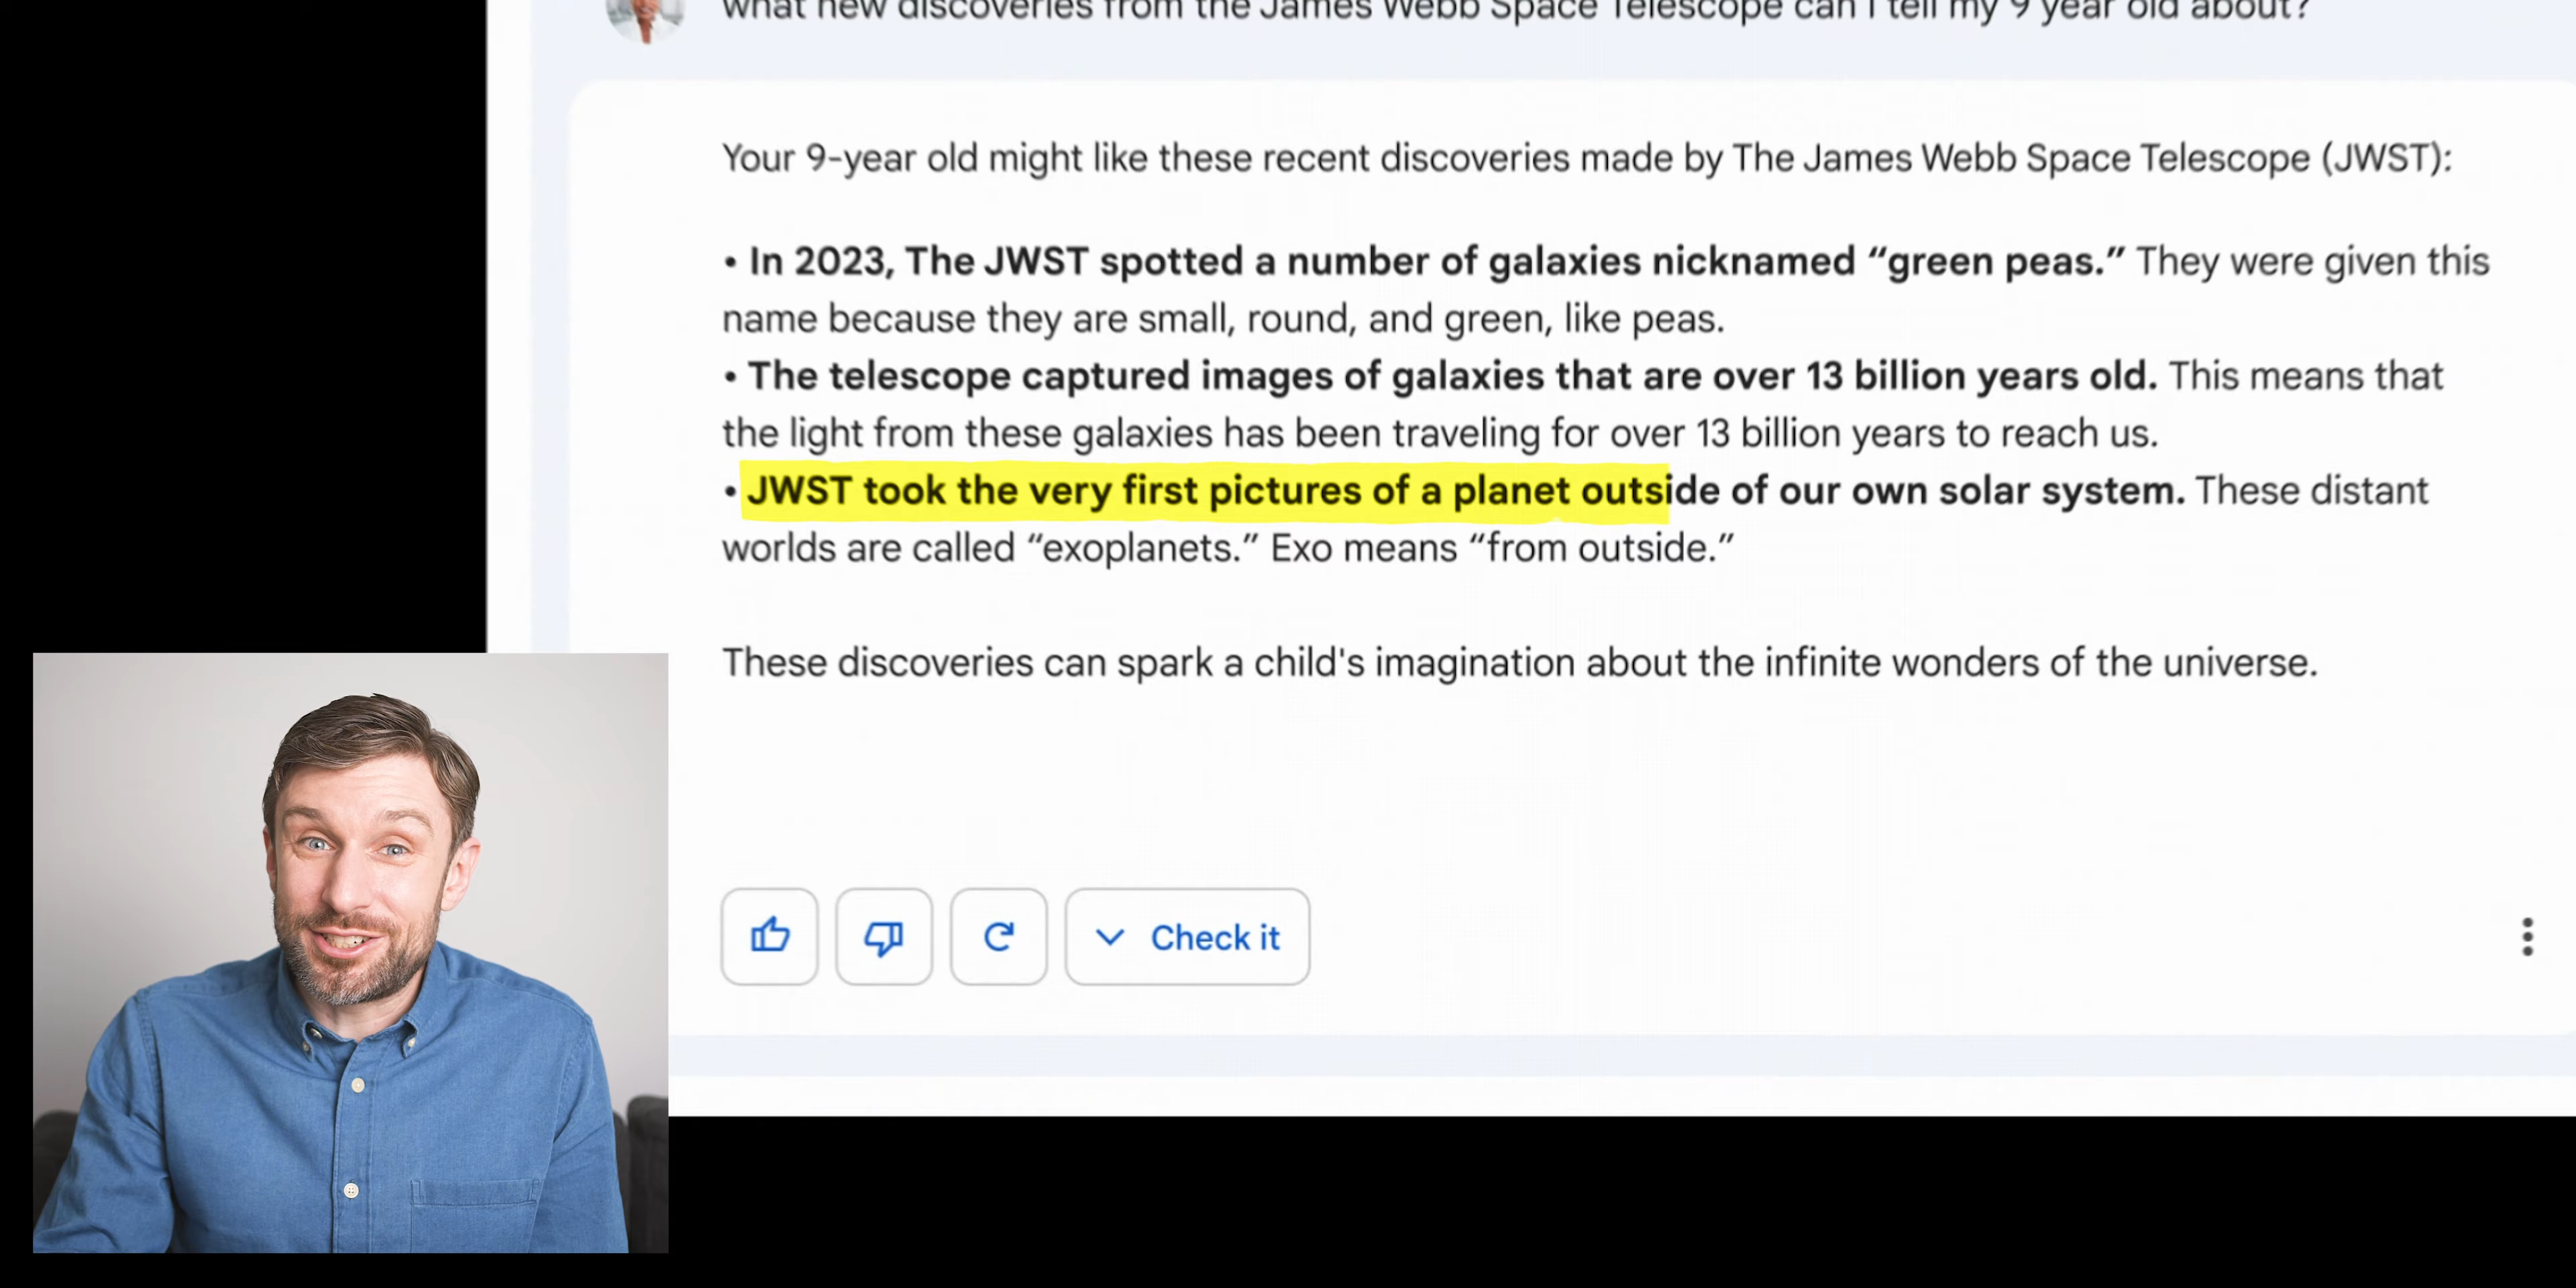 what new discoveries from the James Webb Space Telescope can I tell my 9 year old about?
Your 9-year old might like these recent discoveries made by The James Webb Space Telescope (JWST):
• In 2023, The JWST spotted a number of galaxies nicknamed “green peas.” They were given this
name because they are small, round, and green, like peas.
• The telescope captured images of galaxies that are over 13 billion years old. This means that
the light from these galaxies has been traveling for over 13 billion years to reach us.
• JWST took the very first pictures of a planet outside of our own solar system. These distant
worlds are called “exoplanets.” Exo means “from outside.”
These discoveries can spark a child's imagination about the infinite wonders of the universe.
Check it